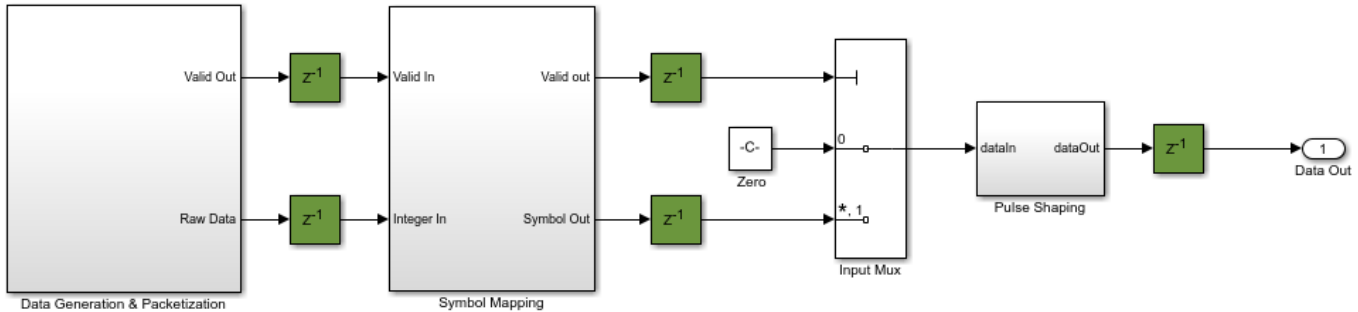 Valid Out
Z-1
Valid In
Valid out
Z-1
0
-C-
Zero
dataIn
dataOut
Z-1
1
Data Out
Raw Data
Z-1
Integer In
Symbol Out
Z-1
*, 1
Pulse Shaping
Input Mux
Data Generation & Packetization
Symbol Mapping